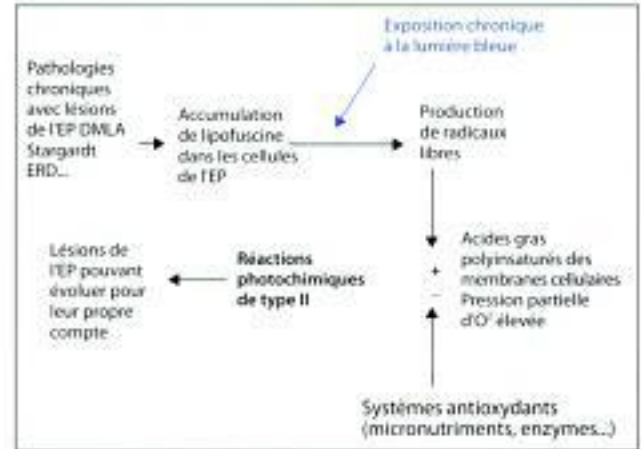 Exposition chronique
à la lumière bleue
Pathologies
chroniques
avec lésions
de l'EP DMLA
Stargardt
ERD...
Accumulation
de lipofuscine
dans les cellules
de l'EP
Production
de radicaux
libres
Lésions de
l'EP pouvant
évoluer pour
leur propre
compte
Réactions
photochimiques
de type II
+
–
Acides gras
polyinsaturés des
membranes cellulaires
Pression partielle
d'O² élevée
Systèmes antioxydants
(micronutriments, enzymes...)